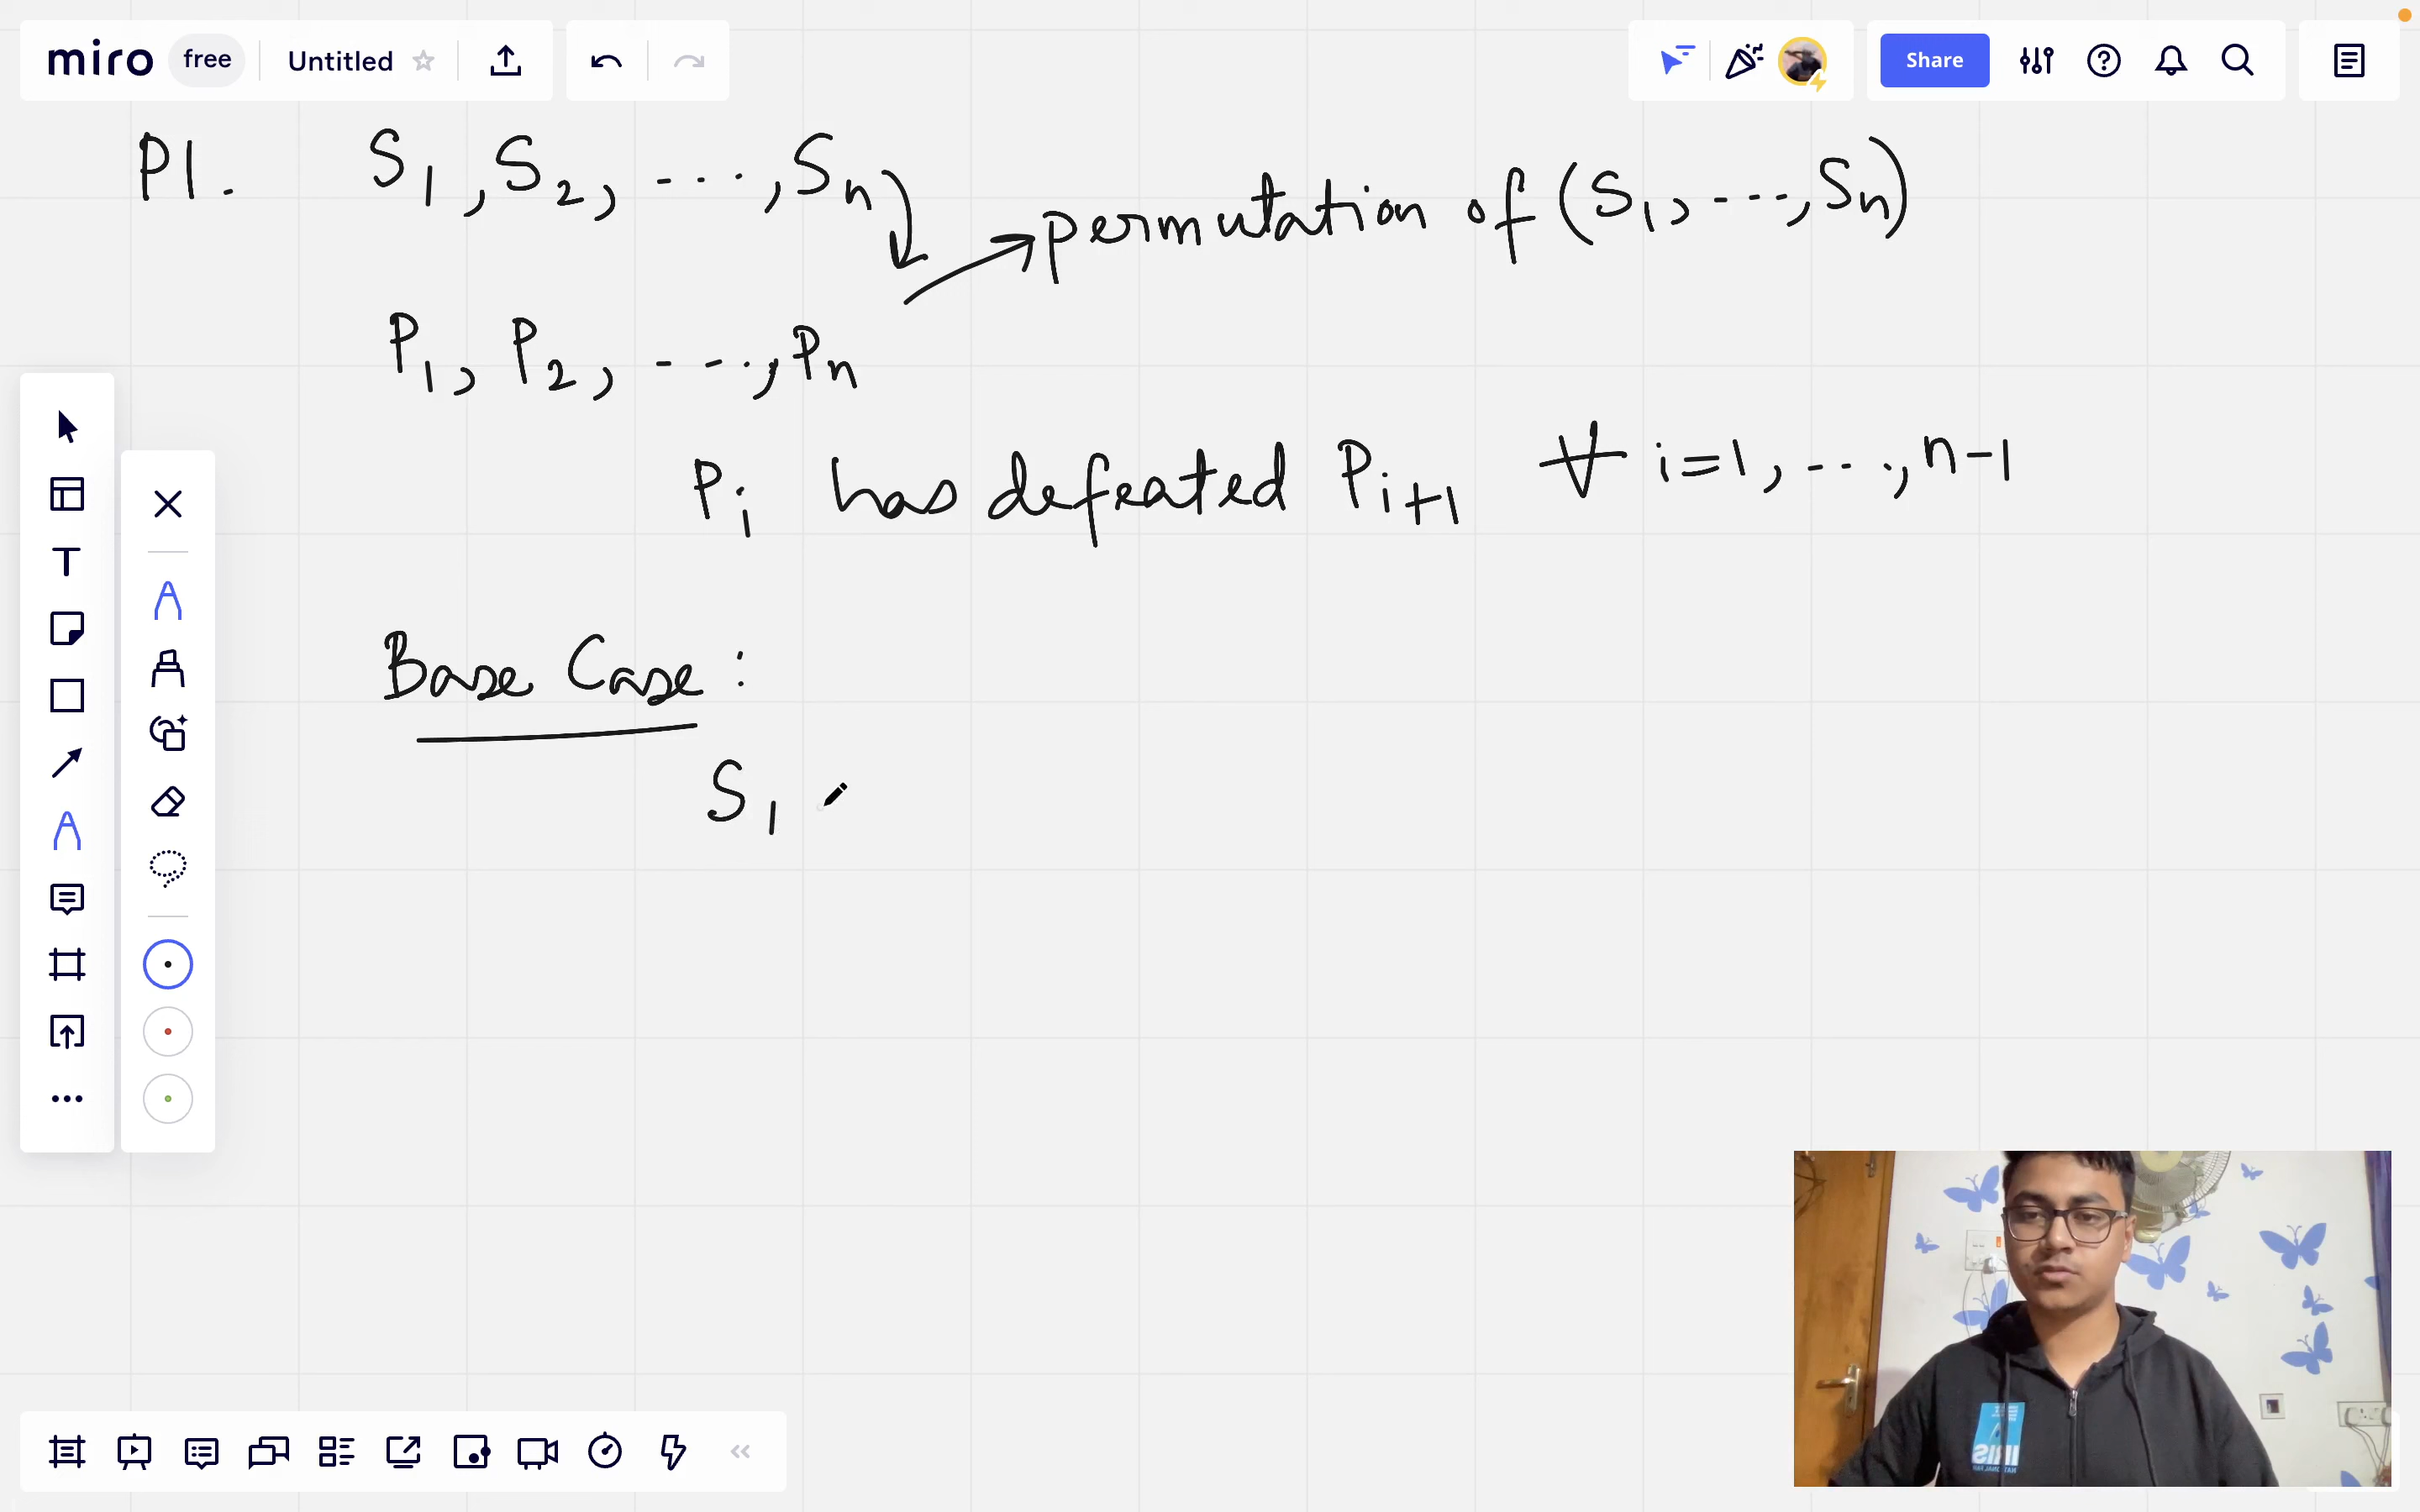 miro free Untitled Share
P1. S1, S2, ...., Sn
permutation of (S1, ...., Sn)
P1, P2, ...., Pn
Pi has defeated Pi+1 ∀ i=1, ...., n-1
Base Case :
S1
T